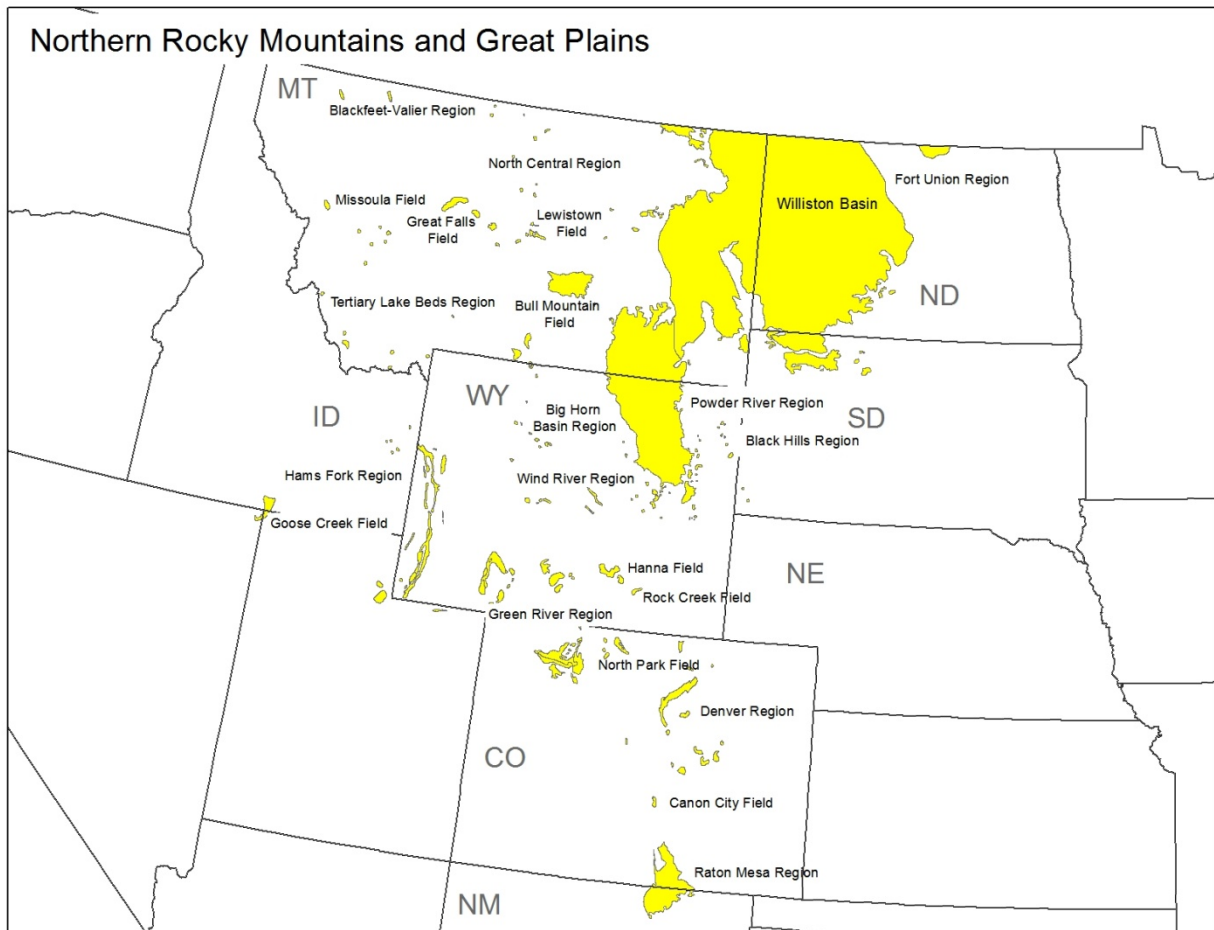 Northern Rocky Mountains and Great Plains
MT
Blackfeet-Valier Region
North Central Region
Fort Union Region
Missoula Field
Williston Basin
Great Falls
Field
Lewistown
Field
ND
Tertiary Lake Beds Region
Bull Mountain
Field
WY
ID
Big Horn
Basin Region
Powder River Region
SD
Black Hills Region
Hams Fork Region
Wind River Region
Goose Creek Field
Hanna Field
NE
Rock Creek Field
Green River Region
North Park Field
Denver Region
CO
Canon City Field
Raton Mesa Region
NM